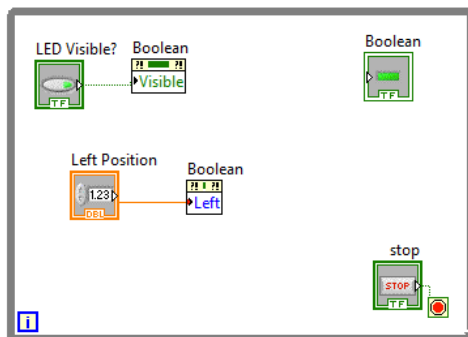 LED Visible?
Boolean
Boolean
?! ?!
Visible
TF
TF
Left Position
Boolean
?! ?!
1.23
Left
DBL
stop
STOP
TF
i